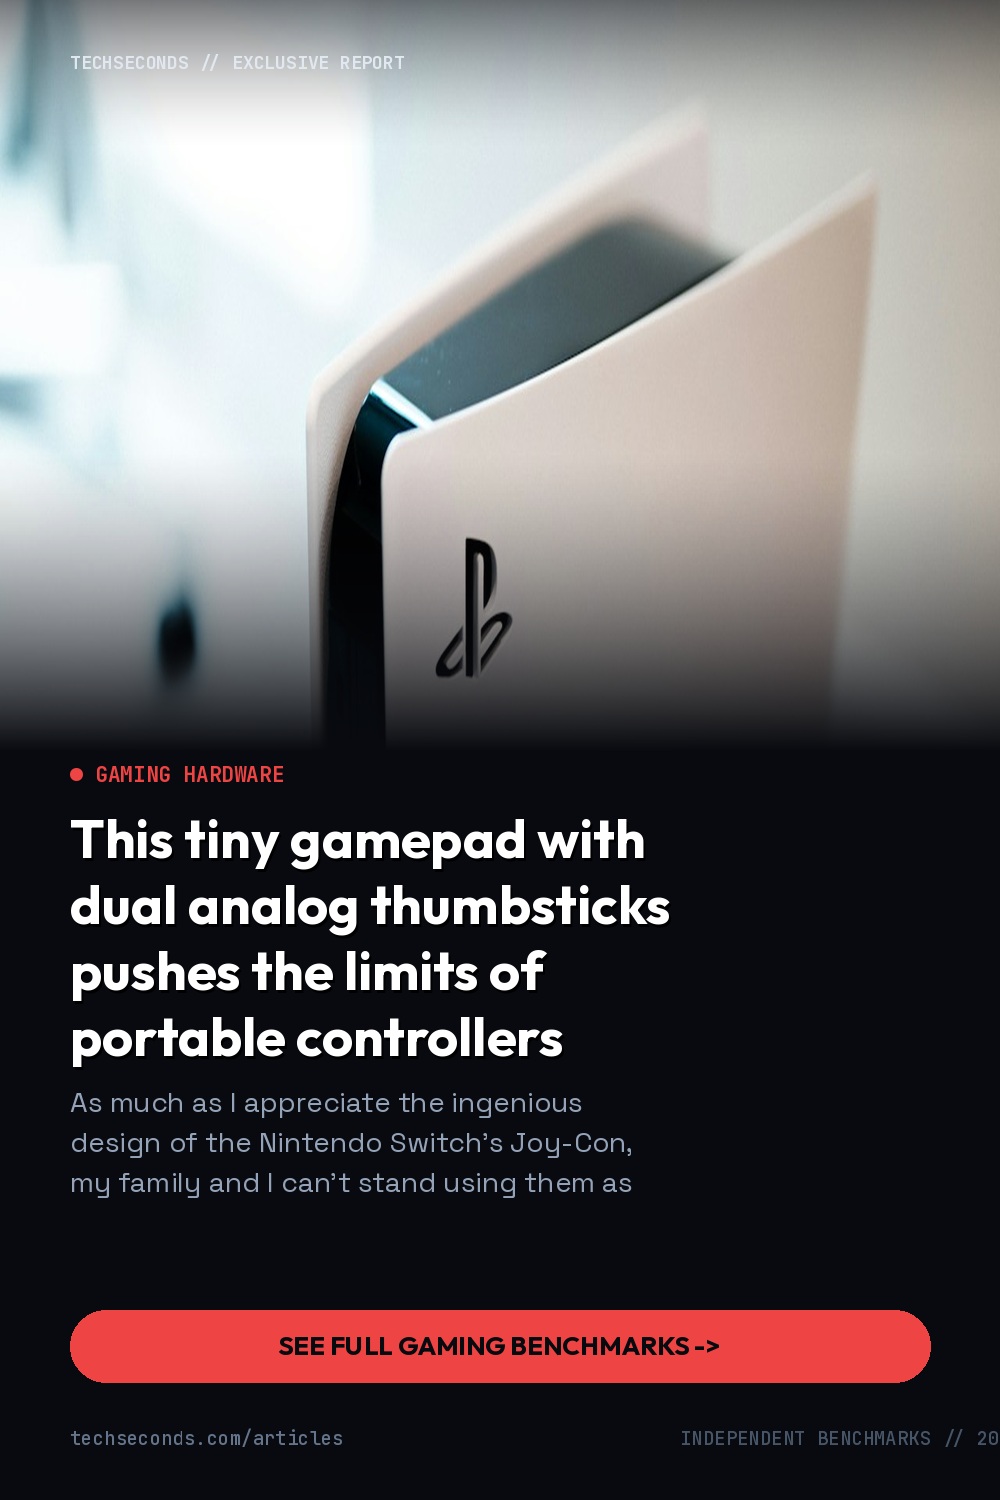 TECHSECONDS // EXCLUSIVE REPORT
GAMING HARDWARE
This tiny gamepad with
dual analog thumbsticks
pushes the limits of
portable controllers
As much as I appreciate the ingenious
design of the Nintendo Switch’s Joy-Con,
my family and I can’t stand using them as
SEE FULL GAMING BENCHMARKS ->
techseconds.com/articles
INDEPENDENT BENCHMARKS // 20